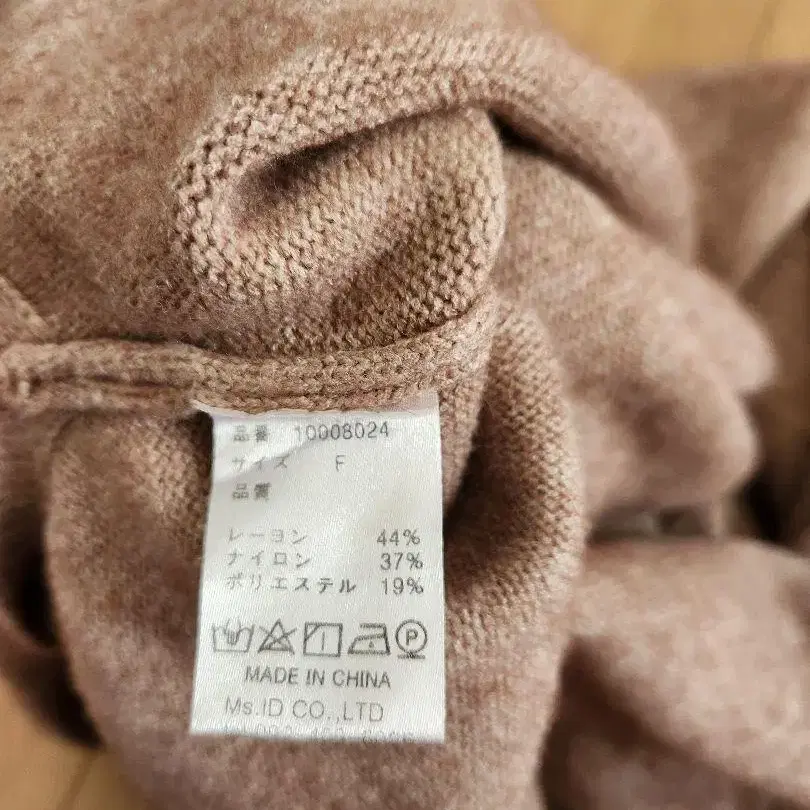 品番 10008024
サイズ F
品質
レーヨン 44%
ナイロン 37%
ポリエステル 19%
P
MADE IN CHINA
Ms.ID CO.,LTD